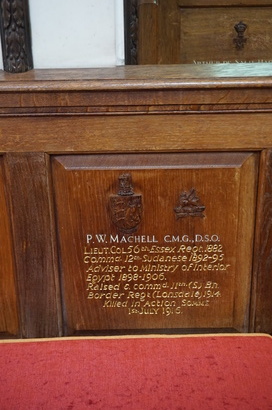 P.W. MACHELL C.M.G., D.S.O.
LIEUT. COL 56th ESSEX REGT. 1882
COMMD. 12th SUDANESE 1892-95
ADVISER TO MINISTRY OF INTERIOR
EGYPT 1898-1906.
RAISED & COMMD. 11th (S) BN.
BORDER REGT. (LONSDALE), 1914.
KILLED IN ACTION, SOMME
1ST JULY 1916.